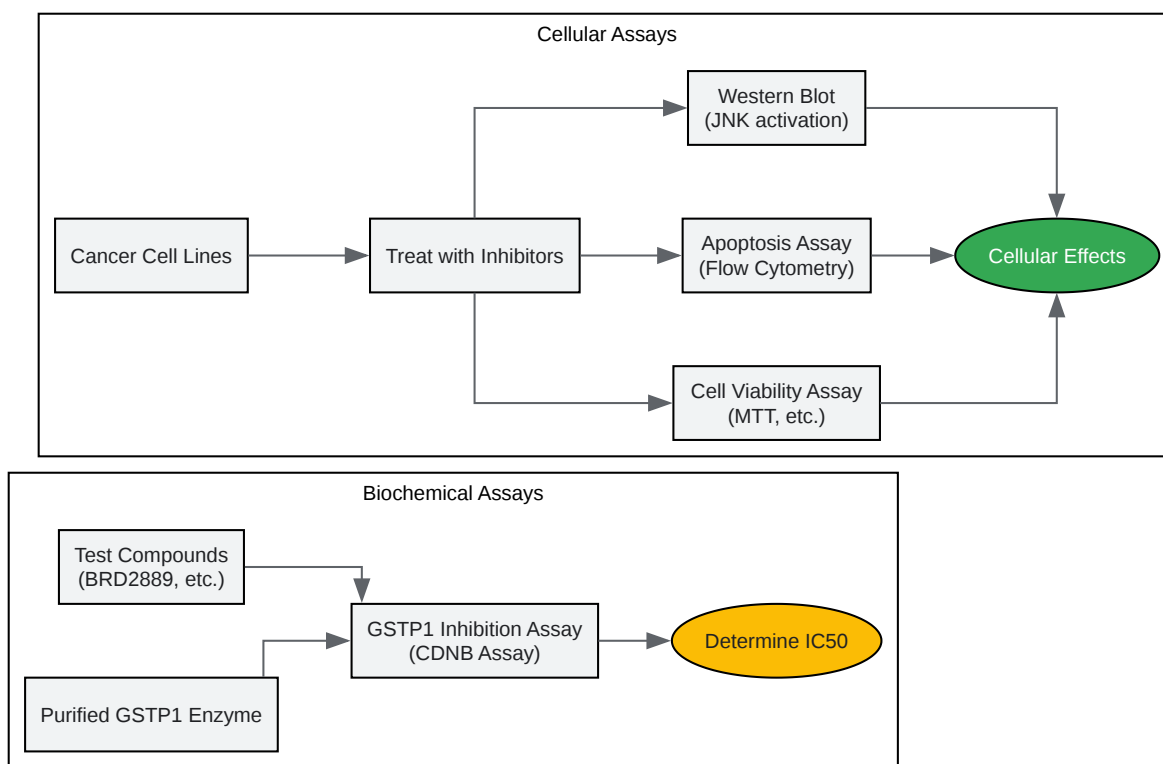 Cellular Assays
Western Blot
(JNK activation)
Cancer Cell Lines
Treat with Inhibitors
Apoptosis Assay
(Flow Cytometry)
Cellular Effects
Cell Viability Assay
(MTT, etc.)
Biochemical Assays
Test Compounds
(BRD2889, etc.)
GSTP1 Inhibition Assay
(CDNB Assay)
Determine IC50
Purified GSTP1 Enzyme